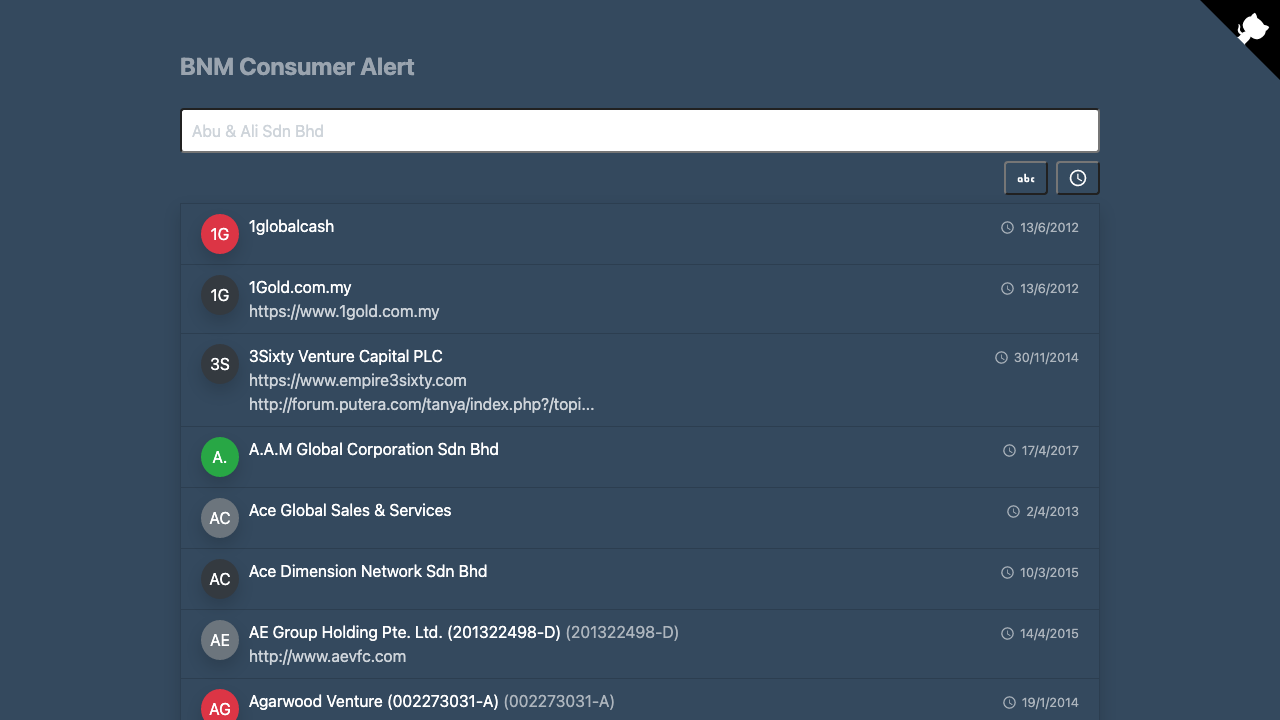 BNM Consumer Alert
Abu & Ali Sdn Bhd
abc
1G 1globalcash 13/6/2012
1G 1Gold.com.my 13/6/2012
https://www.1gold.com.my
3S 3Sixty Venture Capital PLC 30/11/2014
https://www.empire3sixty.com
http://forum.putera.com/tanya/index.php?/topi...
A. A.A.M Global Corporation Sdn Bhd 17/4/2017
AC Ace Global Sales & Services 2/4/2013
AC Ace Dimension Network Sdn Bhd 10/3/2015
AE AE Group Holding Pte. Ltd. (201322498-D) (201322498-D) 14/4/2015
http://www.aevfc.com
AG Agarwood Venture (002273031-A) (002273031-A) 19/1/2014